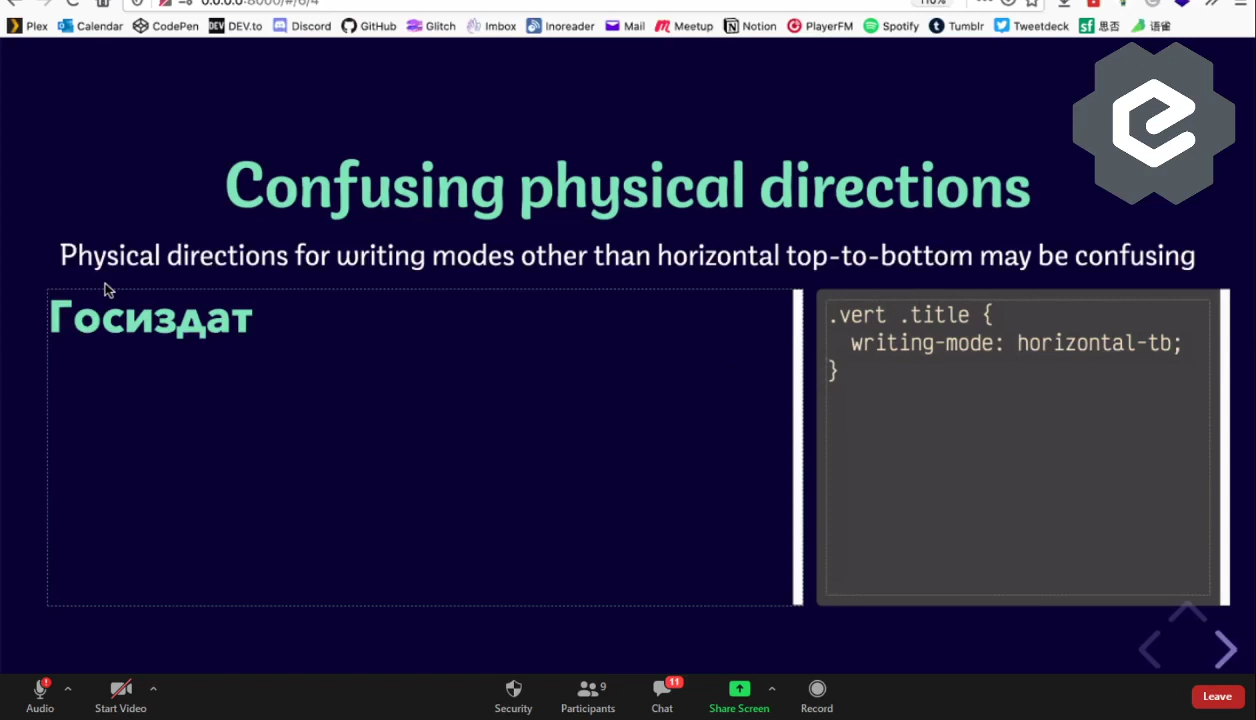 110%
Plex Calendar CodePen DEV.to Discord GitHub Glitch Imbox Inoreader Mail Meetup Notion PlayerFM Spotify Tumblr Tweetdeck 思否 语雀
Confusing physical directions
Physical directions for writing modes other than horizontal top-to-bottom may be confusing
Госиздат
.vert .title {
writing-mode: horizontal-tb;
}
Audio Start Video Security Participants 9 Chat 11 Share Screen Record Leave